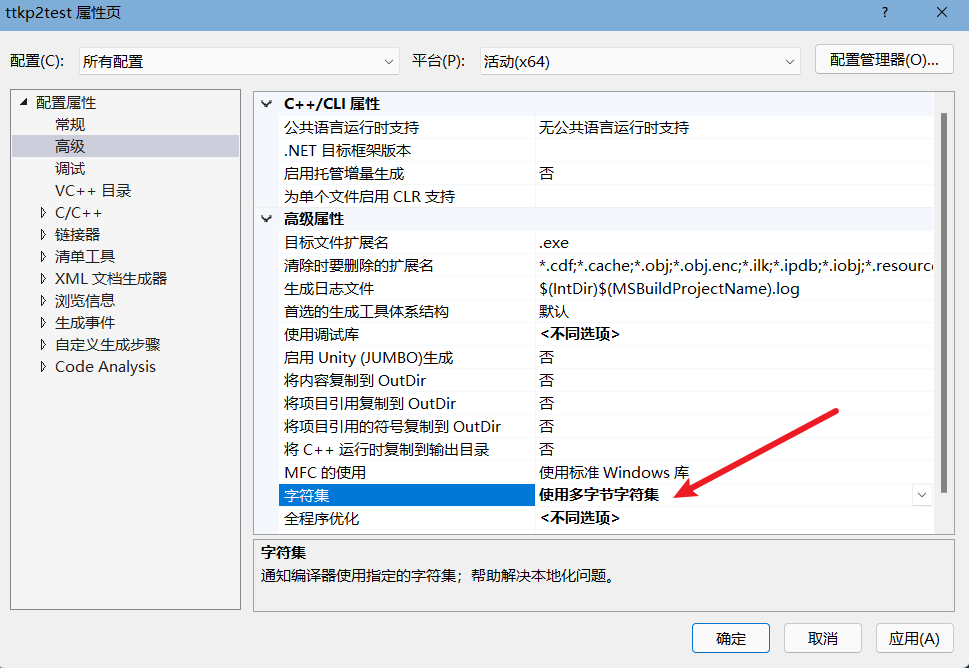 ttkp2test 属性页
?
配置(C): 所有配置 平台(P): 活动(x64) 配置管理器(O)...
配置属性
常规
高级
调试
VC++ 目录
C/C++
链接器
清单工具
XML 文档生成器
浏览信息
生成事件
自定义生成步骤
Code Analysis
C++/CLI 属性
公共语言运行时支持 无公共语言运行时支持
.NET 目标框架版本
启用托管增量生成 否
为单个文件启用 CLR 支持
高级属性
目标文件扩展名 .exe
清除时要删除的扩展名 *.cdf;*.cache;*.obj;*.obj.enc;*.ilk;*.ipdb;*.iobj;*.resource
生成日志文件 $(IntDir)$(MSBuildProjectName).log
首选的生成工具体系结构 默认
使用调试库 <不同选项>
启用 Unity (JUMBO)生成 否
将内容复制到 OutDir 否
将项目引用复制到 OutDir 否
将项目引用的符号复制到 OutDir 否
将 C++ 运行时复制到输出目录 否
MFC 的使用 使用标准 Windows 库
字符集 使用多字节字符集
全程序优化 <不同选项>
字符集
通知编译器使用指定的字符集；帮助解决本地化问题。
确定 取消 应用(A)